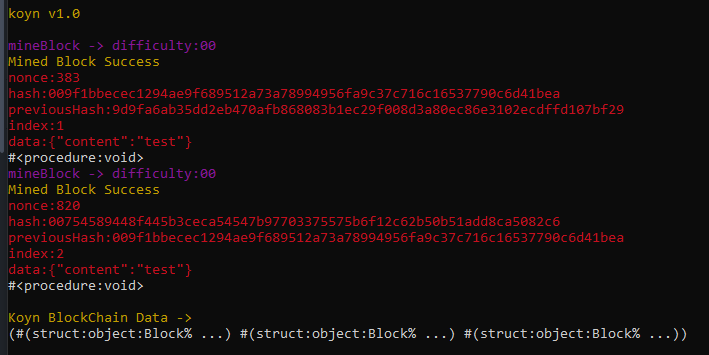 koyn v1.0
mineBlock -> difficulty:00
Mined Block Success
nonce:383
hash:009f1bbecec1294ae9f689512a73a78994956fa9c37c716c16537790c6d41bea
previousHash:9d9fa6ab35dd2eb470afb868083b1ec29f008d3a80ec86e3102ecdffd107bf29
index:1
data:{"content":"test"}
#<procedure:void>
mineBlock -> difficulty:00
Mined Block Success
nonce:820
hash:00754589448f445b3ceca54547b97703375575b6f12c62b50b51add8ca5082c6
previousHash:009f1bbecec1294ae9f689512a73a78994956fa9c37c716c16537790c6d41bea
index:2
data:{"content":"test"}
#<procedure:void>
Koyn BlockChain Data ->
(#(struct:object:Block% ...) #(struct:object:Block% ...) #(struct:object:Block% ...))